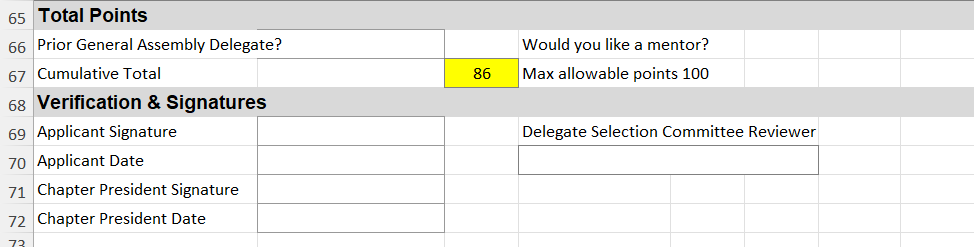 65 Total Points
66 Prior General Assembly Delegate? Would you like a mentor?
67 Cumulative Total 86 Max allowable points 100
68 Verification & Signatures
69 Applicant Signature Delegate Selection Committee Reviewer
70 Applicant Date
71 Chapter President Signature
72 Chapter President Date
73